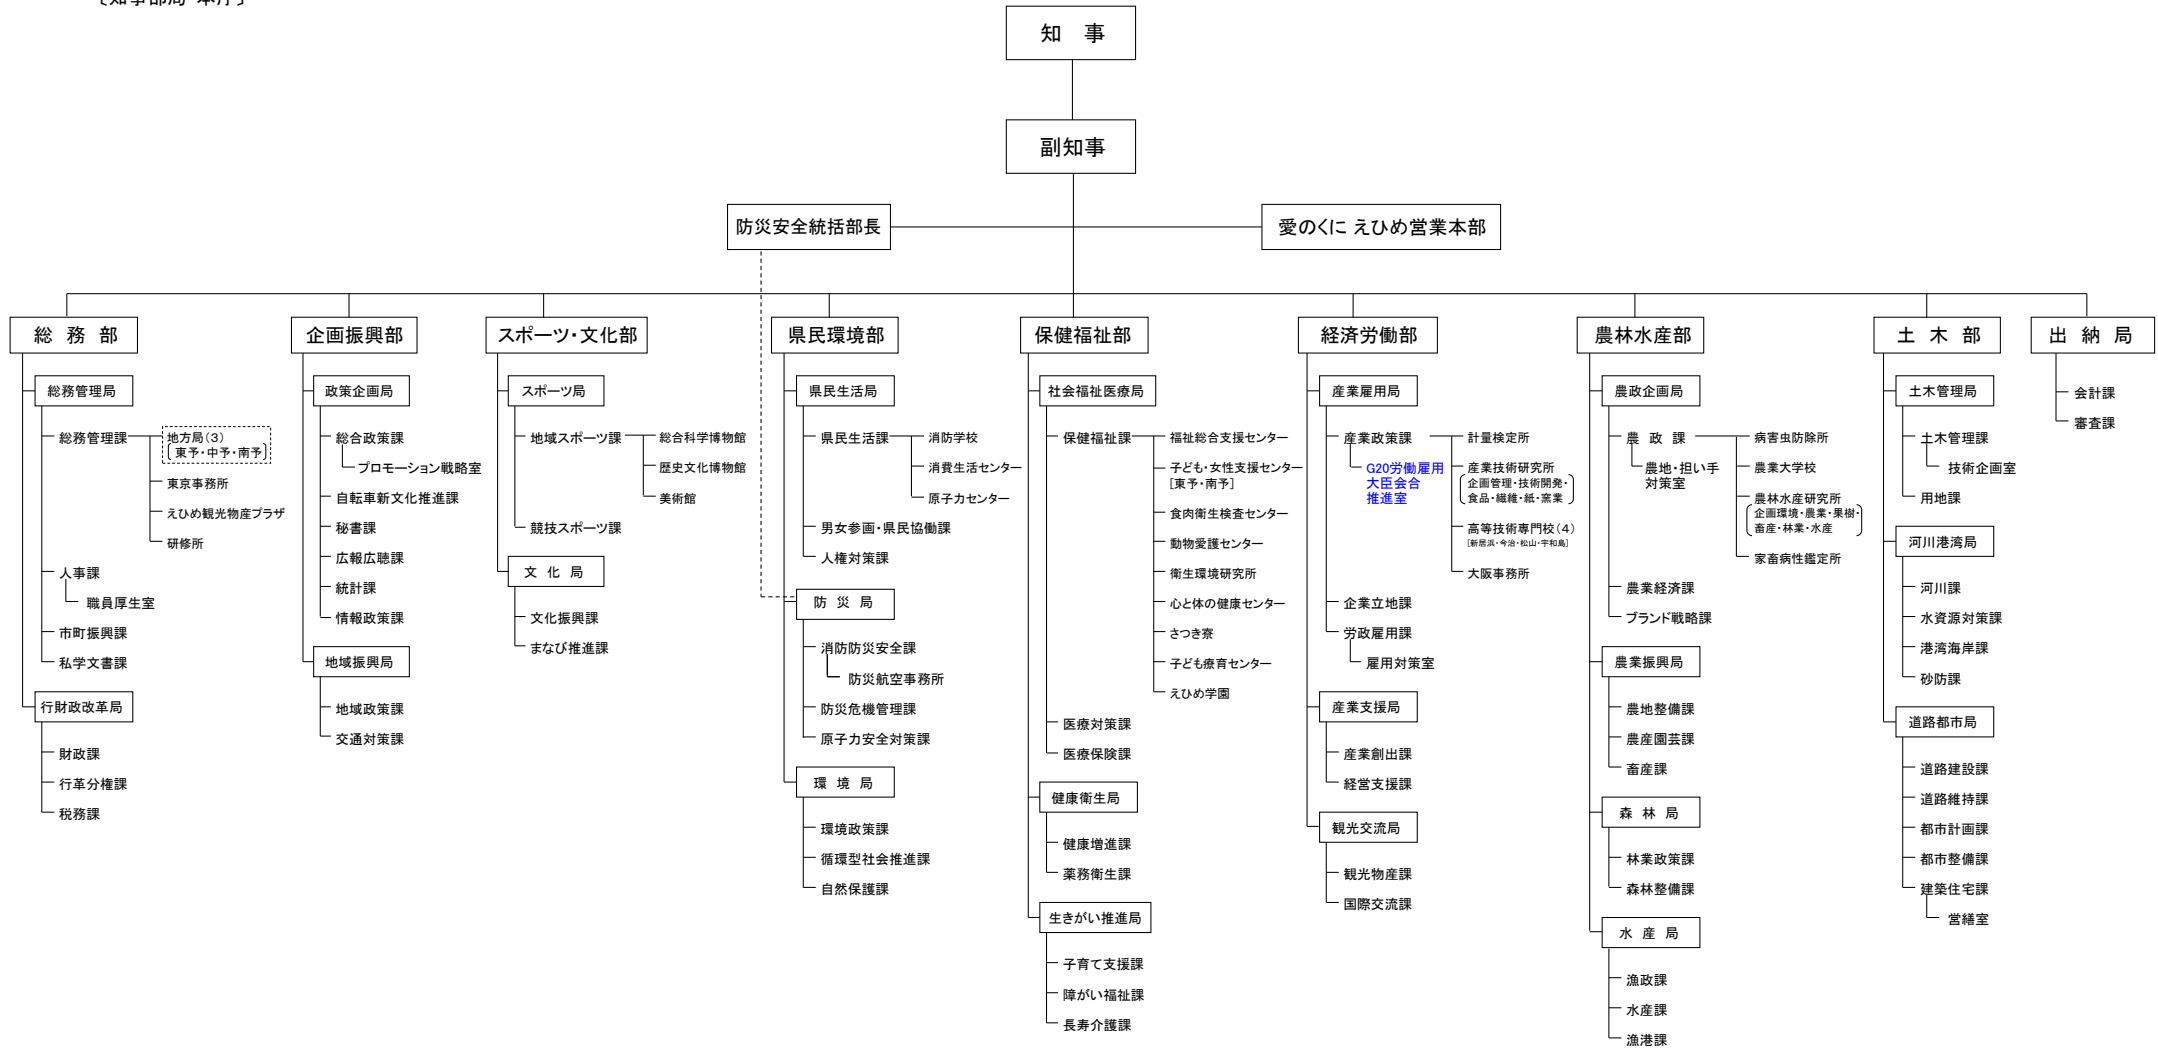 〔知事部局・本庁〕
知　事
副知事
防災安全統括部長
愛のくに えひめ営業本部
総　務　部
総務管理局
総務管理課
地方局(3)
〔東予・中予・南予〕
東京事務所
えひめ観光物産プラザ
研修所
人事課
職員厚生室
市町振興課
私学文書課
行財政改革局
財政課
行革分権課
税務課
企画振興部
政策企画局
総合政策課
プロモーション戦略室
自転車新文化推進課
秘書課
広報広聴課
統計課
情報政策課
地域振興局
地域政策課
交通対策課
スポーツ・文化部
スポーツ局
地域スポーツ課
総合科学博物館
歴史文化博物館
美術館
競技スポーツ課
文　化　局
文化振興課
まなび推進課
県民環境部
県民生活局
県民生活課
消防学校
消費生活センター
原子力センター
男女参画・県民協働課
人権対策課
防　災　局
消防防災安全課
防災航空事務所
防災危機管理課
原子力安全対策課
環　境　局
環境政策課
循環型社会推進課
自然保護課
保健福祉部
社会福祉医療局
保健福祉課
福祉総合支援センター
子ども・女性支援センター
[東予・南予]
食肉衛生検査センター
動物愛護センター
衛生環境研究所
心と体の健康センター
さつき寮
子ども療育センター
えひめ学園
医療対策課
医療保険課
健康衛生局
健康増進課
薬務衛生課
生きがい推進局
子育て支援課
障がい福祉課
長寿介護課
経済労働部
産業雇用局
産業政策課
G20労働雇用
大臣会合
推進室
計量検定所
産業技術研究所
企画管理・技術開発・
食品・繊維・紙・窯業
高等技術専門校(4)
[新居浜・今治・松山・宇和島]
大阪事務所
企業立地課
労政雇用課
雇用対策室
産業支援局
産業創出課
経営支援課
観光交流局
観光物産課
国際交流課
農林水産部
農政企画局
農　政　課
農地・担い手
対策室
病害虫防除所
農業大学校
農林水産研究所
企画環境・農業・果樹・
畜産・林業・水産
家畜病性鑑定所
農業経済課
ブランド戦略課
農業振興局
農地整備課
農産園芸課
畜産課
森　林　局
林業政策課
森林整備課
水　産　局
漁政課
水産課
漁港課
土　木　部
土木管理局
土木管理課
技術企画室
用地課
河川港湾局
河川課
水資源対策課
港湾海岸課
砂防課
道路都市局
道路建設課
道路維持課
都市計画課
都市整備課
建築住宅課
営繕室
出　納　局
会計課
審査課